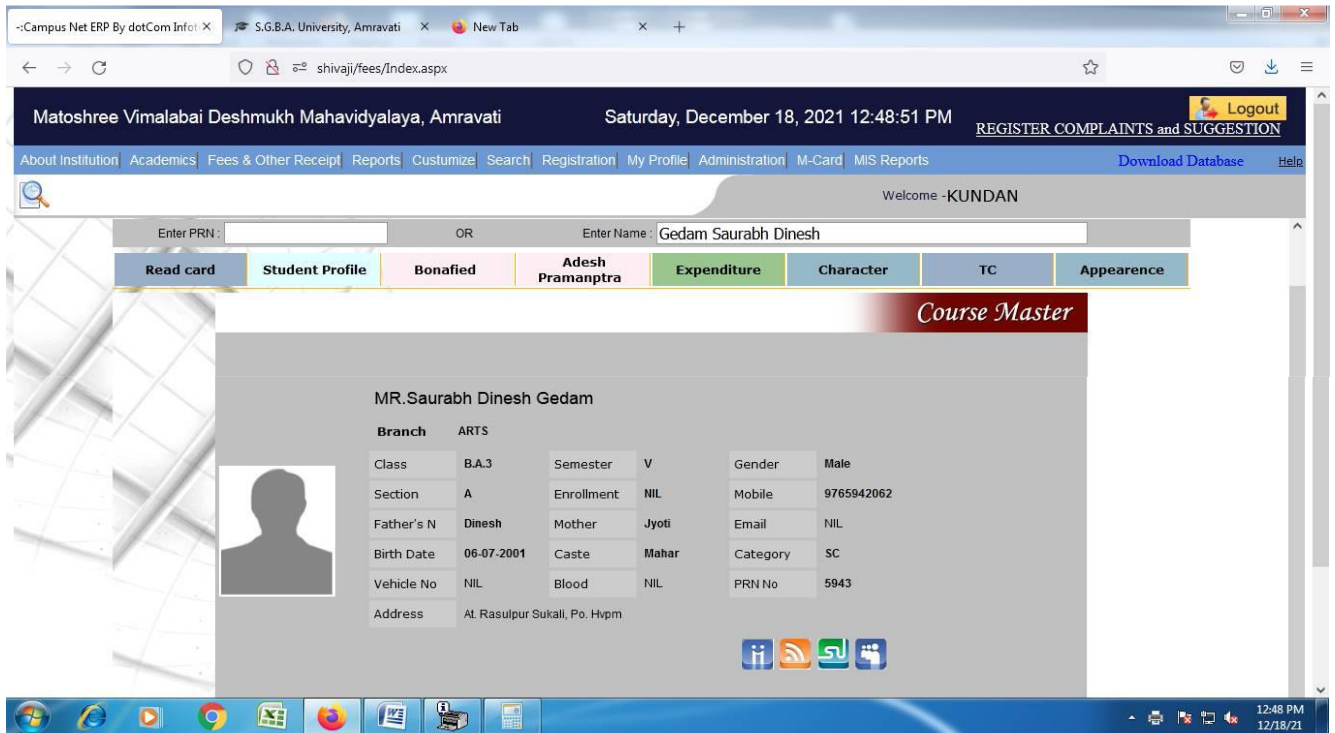 -:Campus Net ERP By dotCom Infot
S.G.B.A. University, Amravati
New Tab
shivaji/fees/Index.aspx
Matoshree Vimalabai Deshmukh Mahavidyalaya, Amravati Saturday, December 18, 2021 12:48:51 PM
Logout
REGISTER COMPLAINTS and SUGGESTION
About Institution Academics Fees & Other Receipt Reports Custumize Search Registration My Profile Administration M-Card MIS Reports Download Database Help
Welcome -KUNDAN
Enter PRN : OR Enter Name : Gedam Saurabh Dinesh
Read card Student Profile Bonafied Adesh Pramanptra Expenditure Character TC Appearence
Course Master
MR.Saurabh Dinesh Gedam
Branch ARTS
Class B.A.3 Semester V Gender Male
Section A Enrollment NIL Mobile 9765942062
Father's N Dinesh Mother Jyoti Email NIL
Birth Date 06-07-2001 Caste Mahar Category SC
Vehicle No NIL Blood NIL PRN No 5943
Address At. Rasulpur Sukali, Po. Hvpm
12:48 PM
12/18/21